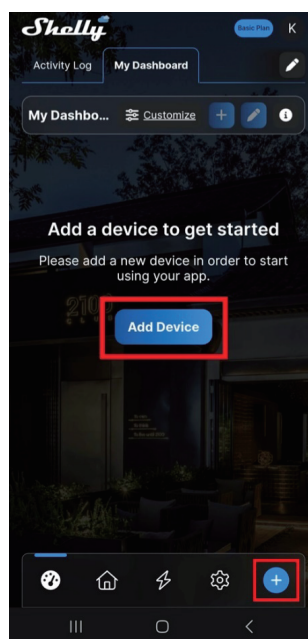 Shelly
Basic Plan
K
Activity Log
My Dashboard
My Dashbo...
Customize
Add a device to get started
Please add a new device in order to start
using your app.
Add Device